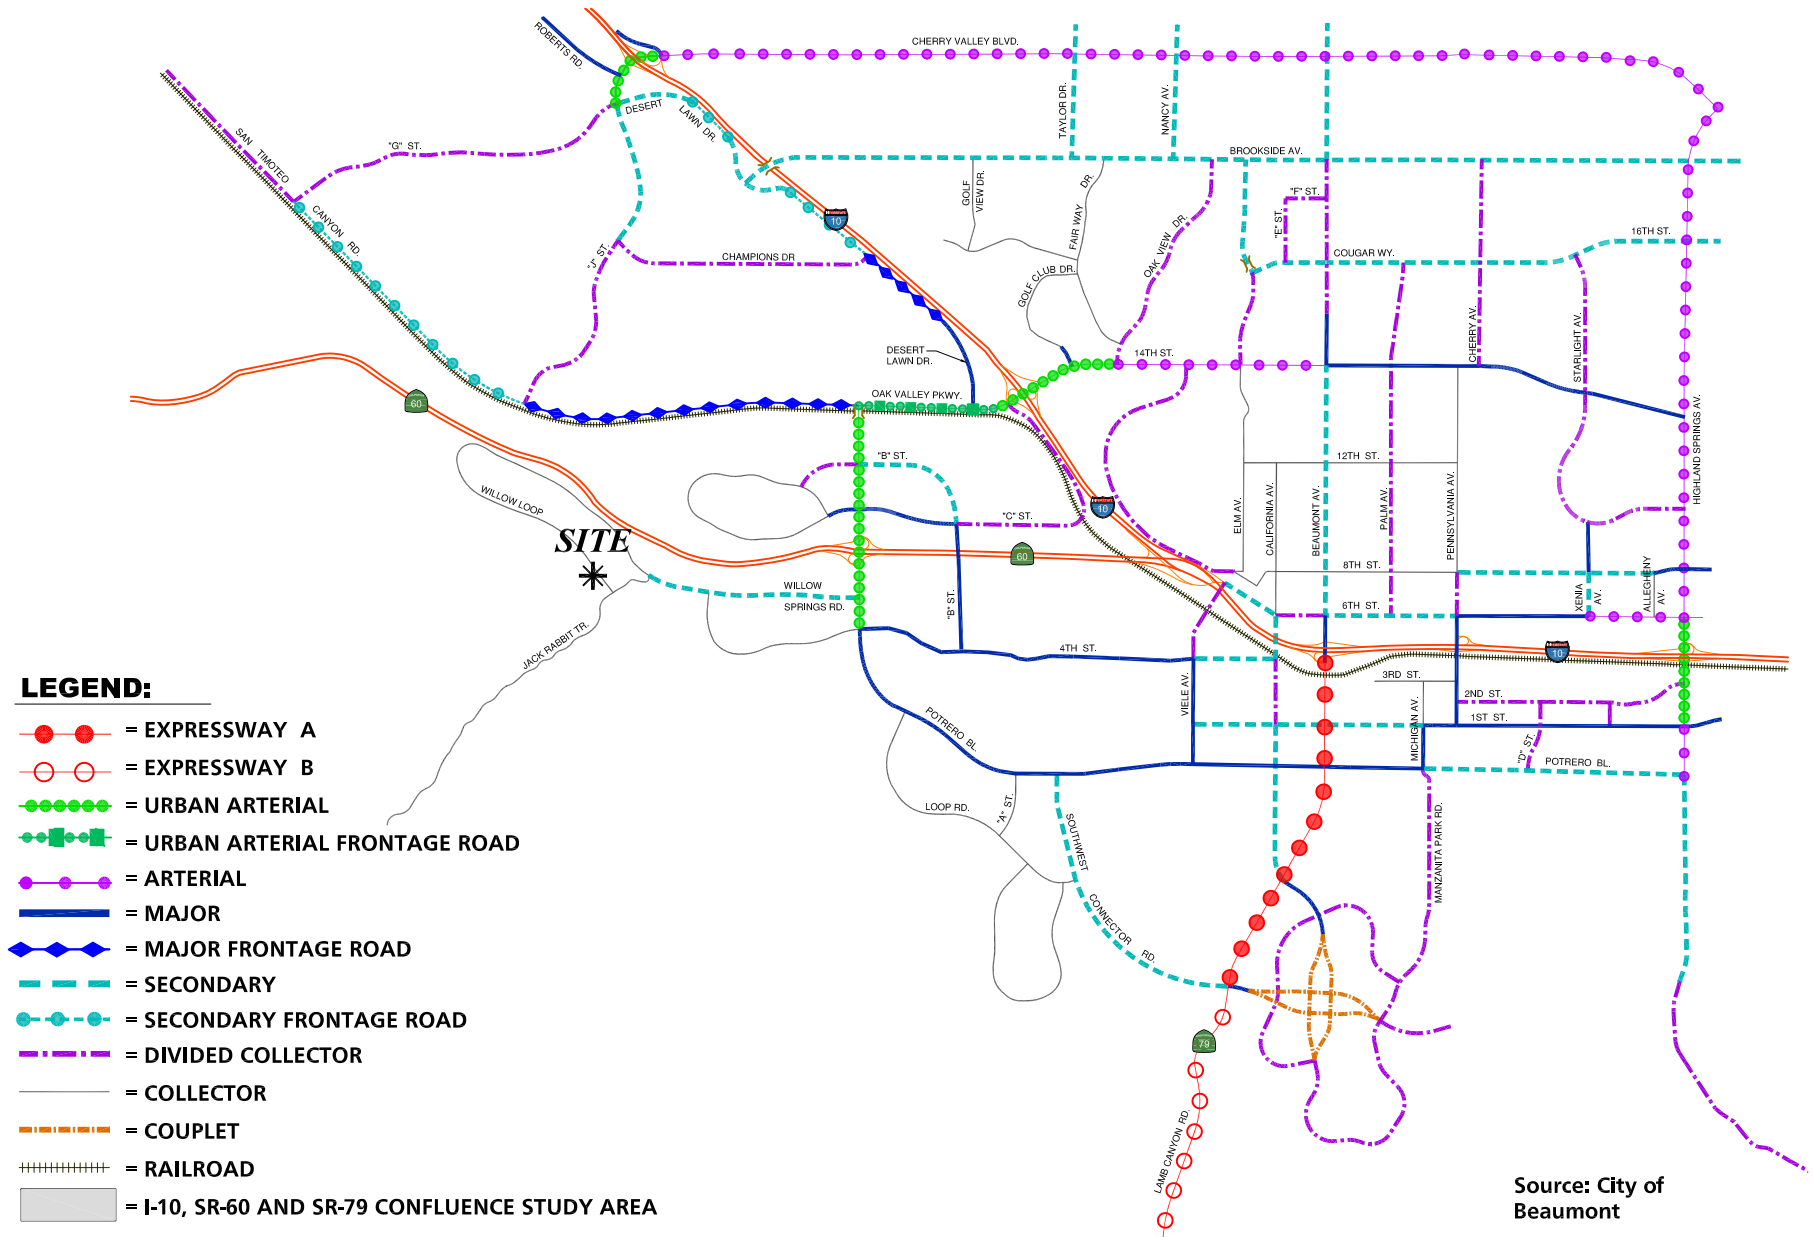 ROBERTS RD.
CHERRY VALLEY BLVD.
DESERT
LAWN DR.
TAYLOR DR.
NANCY AV.
SAN TIMOTEO
CANYON RD.
"G" ST.
BROOKSIDE AV.
GOLF
VIEW DR.
FAIR WAY DR.
OAK VIEW DR.
"F" ST.
"E" ST.
16TH ST.
COUGAR WY.
10
"J" ST.
CHAMPIONS DR
GOLF CLUB DR.
DESERT
LAWN DR.
14TH ST.
CHERRY AV.
STARLIGHT AV.
HIGHLAND SPRINGS AV.
60
OAK VALLEY PKWY.
"B" ST.
12TH ST.
WILLOW LOOP
SITE
"C" ST.
10
60
ELM AV.
CALIFORNIA AV.
BEAUMONT AV.
PALM AV.
PENNSYLVANIA AV.
8TH ST.
WILLOW
SPRINGS RD.
"B" ST.
6TH ST.
XENIA
AV.
ALLEGHENY
AV.
JACK RABBIT TR.
4TH ST.
10
3RD ST.
2ND ST.
1ST ST.
VIELE AV.
MICHIGAN AV.
"D" ST.
POTRERO BL.
POTRERO BL.
LOOP RD.
"A" ST.
SOUTHWEST
CONNECTOR RD.
MANZANITA PARK RD.
79
LAMB CANYON RD.
LEGEND:
= EXPRESSWAY A
= EXPRESSWAY B
= URBAN ARTERIAL
= URBAN ARTERIAL FRONTAGE ROAD
= ARTERIAL
= MAJOR
= MAJOR FRONTAGE ROAD
= SECONDARY
= SECONDARY FRONTAGE ROAD
= DIVIDED COLLECTOR
= COLLECTOR
= COUPLET
= RAILROAD
= I-10, SR-60 AND SR-79 CONFLUENCE STUDY AREA
Source: City of
Beaumont